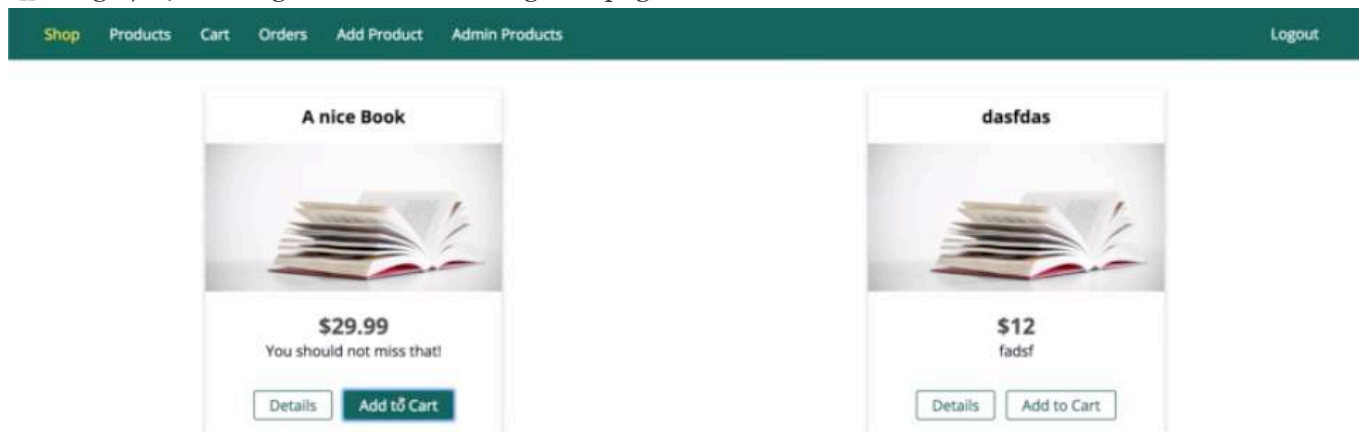 Shop Products Cart Orders Add Product Admin Products Logout
A nice Book
$29.99
You should not miss that!
Details Add to Cart
dasfdas
$12
fadsf
Details Add to Cart